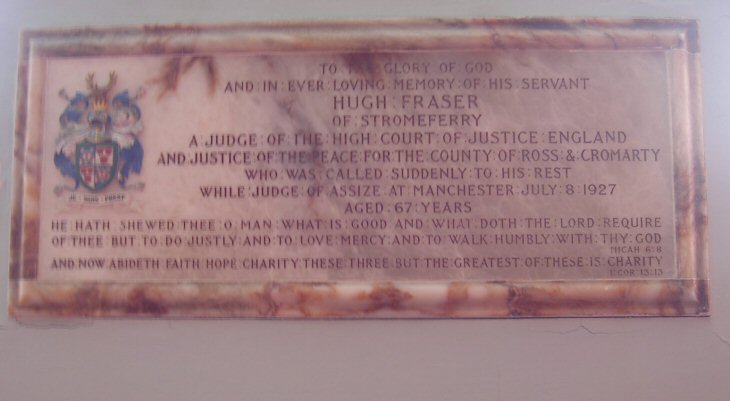 TO THE GLORY OF GOD
AND : IN : EVER : LOVING : MEMORY : OF : HIS : SERVANT
HUGH : FRASER
OF : STROMEFERRY
A : JUDGE : OF : THE : HIGH : COURT : OF : JUSTICE : ENGLAND
AND : JUSTICE : OF : THE : PEACE : FOR : THE : COUNTY : OF : ROSS : & : CROMARTY
WHO : WAS : CALLED : SUDDENLY : TO : HIS : REST
WHILE : JUDGE : OF : ASSIZE : AT : MANCHESTER : JULY : 8 : 1927
AGED : 67 : YEARS
HE : HATH : SHEWED : THEE : O : MAN : WHAT : IS : GOOD : AND : WHAT : DOTH : THE : LORD : REQUIRE
OF : THEE : BUT : TO : DO : JUSTLY : AND : TO : LOVE : MERCY : AND : TO : WALK : HUMBLY : WITH : THY : GOD
MICAH 6:8
AND : NOW : ABIDETH : FAITH : HOPE : CHARITY : THESE : THREE : BUT : THE : GREATEST : OF : THESE : IS : CHARITY
I COR 13:13